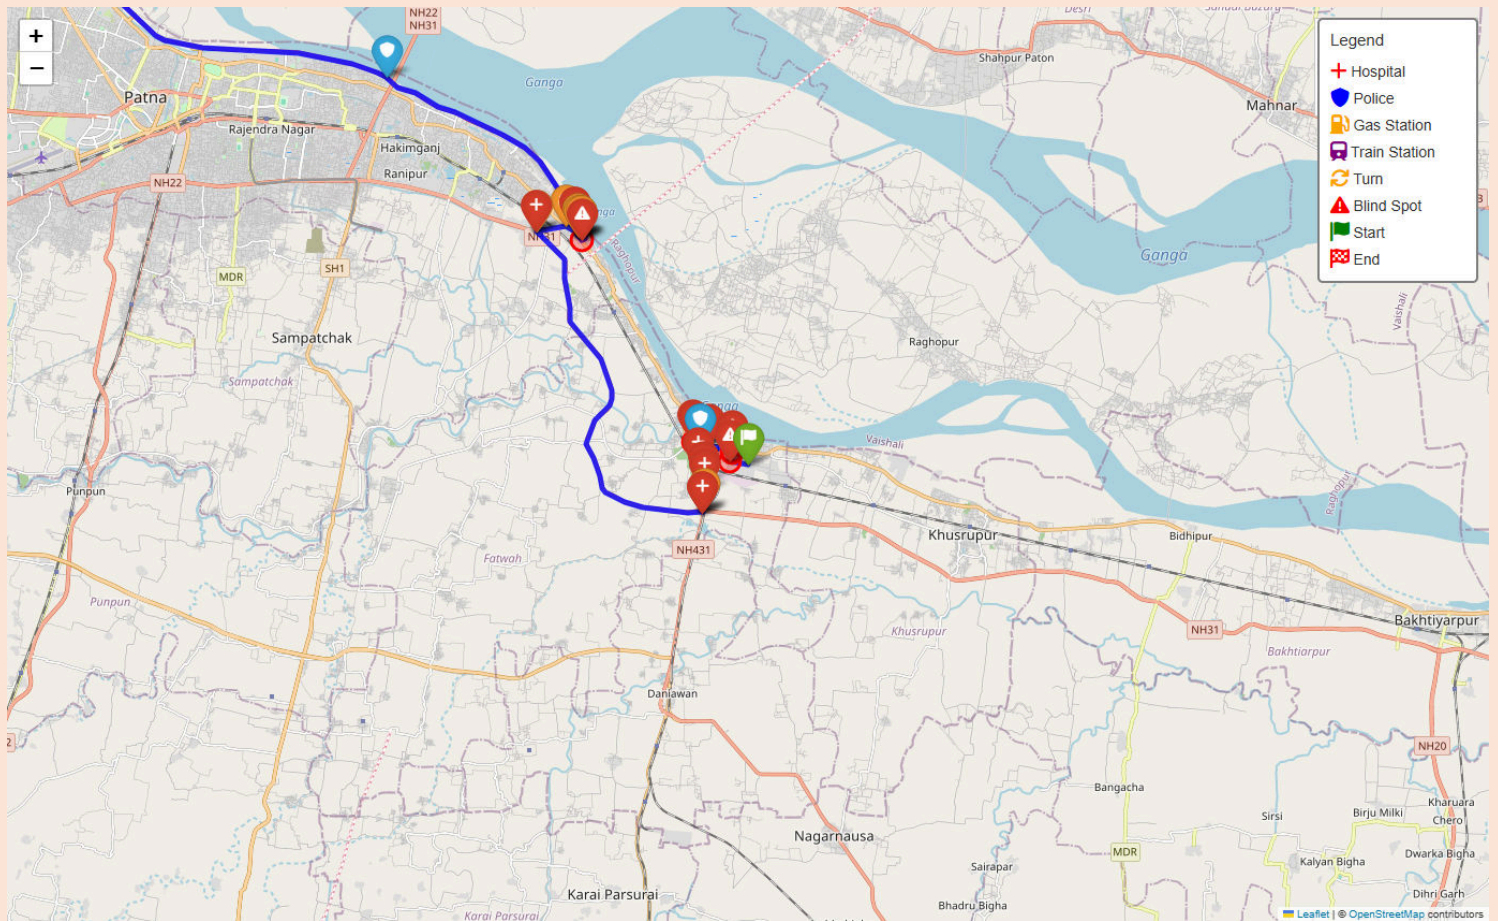 +
−
NH22
NH31
Desri
Ganga
Shahpur Paton
Mahnar
Legend
Hospital
Police
Gas Station
Train Station
Turn
Blind Spot
Start
End
Patna
Rajendra Nagar
Hakimganj
Ranipur
NH22
NH31
Raghopur
Ganga
MDR
SH1
Sampatchak
Sampatchak
Raghopur
Vaishali
Ganga
Vaishali
Raghopur
Punpun
Khusrupur
Bidhipur
NH431
Fatwah
Punpun
Khusrupur
NH31
Bakhtiyarpur
Bakhtiarpur
Daniawan
NH20
Bangacha
Nagarnausa
Sirsi
Birju Milki
Kharuara
Chero
MDR
Kalyan Bigha
Dwarka Bigha
Sairapar
Karai Parsurai
Bhadru Bigha
Dihri Garh
Karai Parsurai
Leaflet | © OpenStreetMap contributors